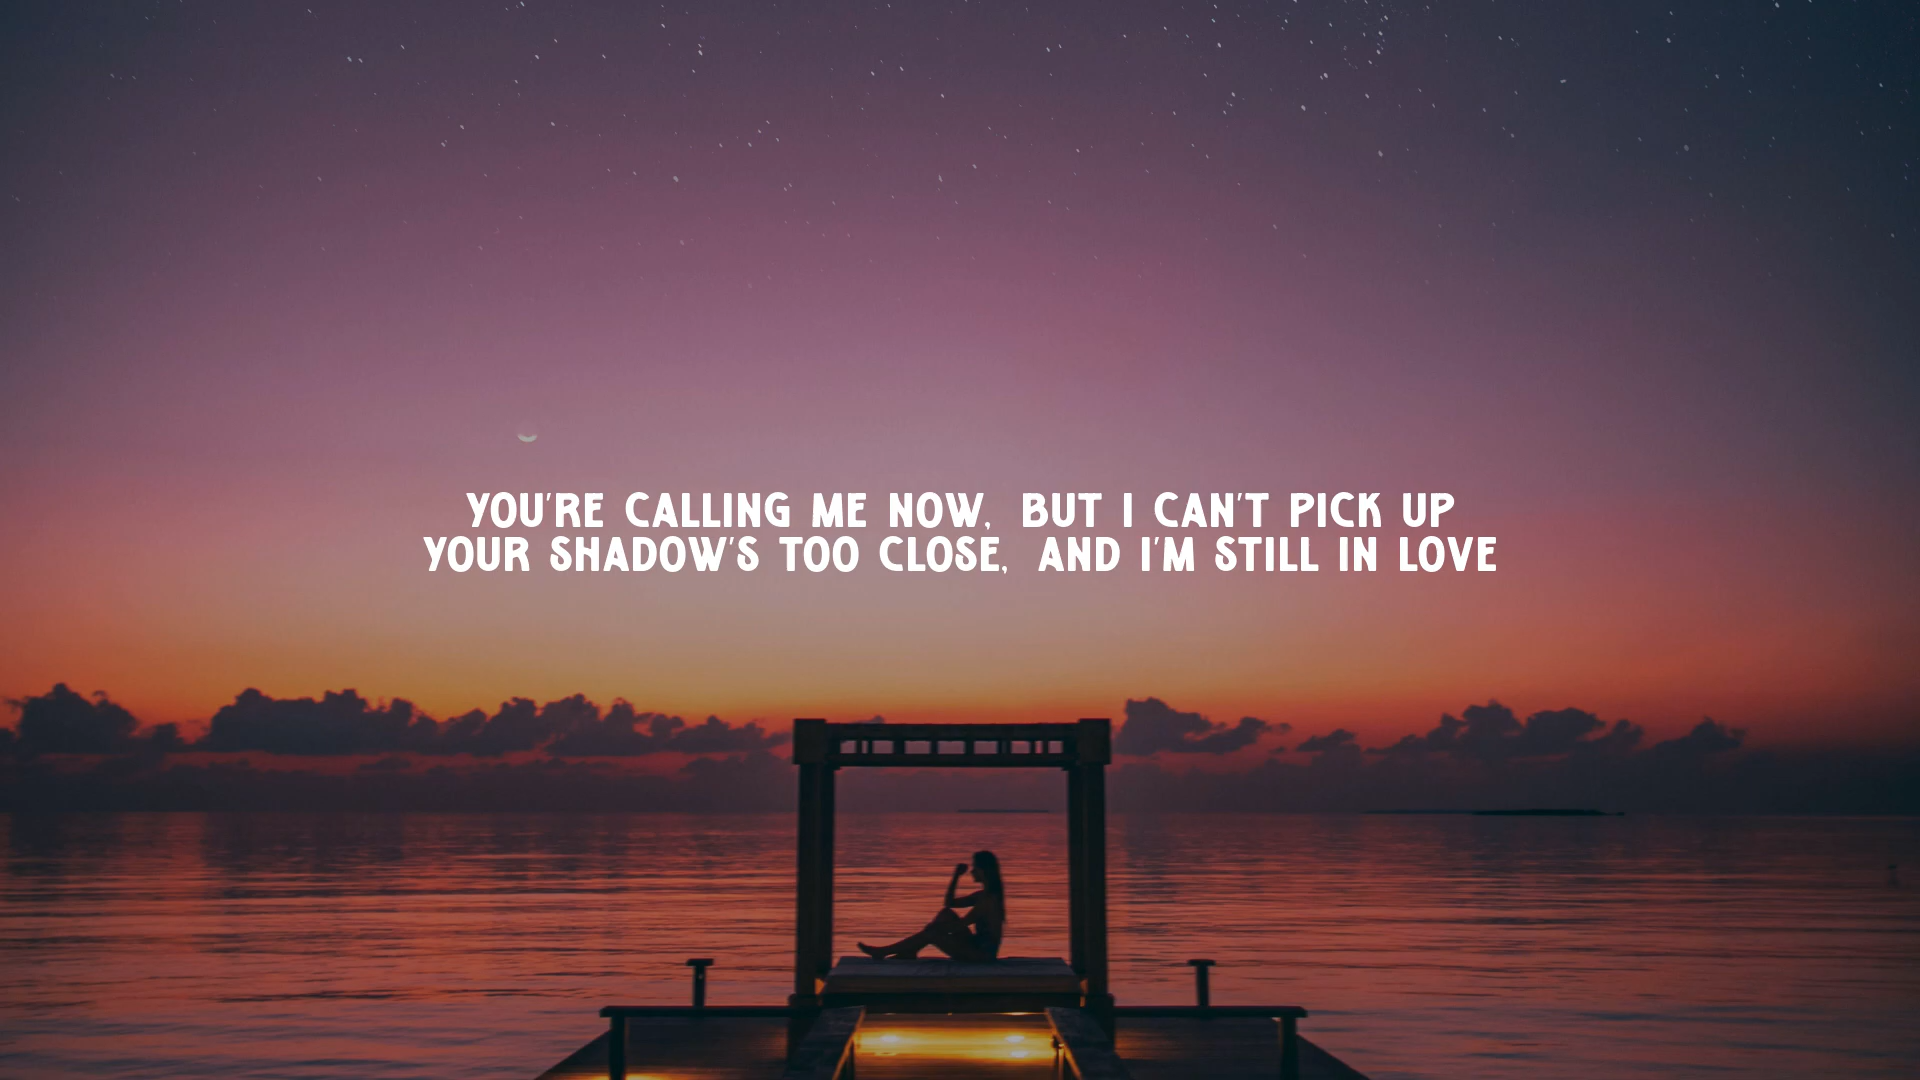 YOU'RE CALLING ME NOW, BUT I CAN'T PICK UP
YOUR SHADOW'S TOO CLOSE, AND I'M STILL IN LOVE